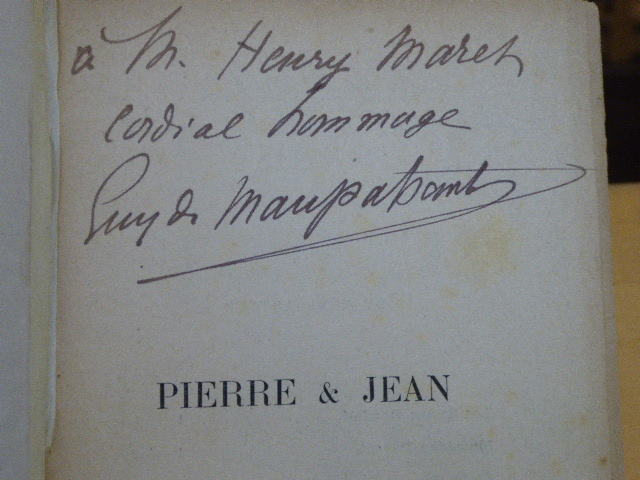 à M. Henry Maret
cordial hommage
Guy de Maupassant
PIERRE & JEAN